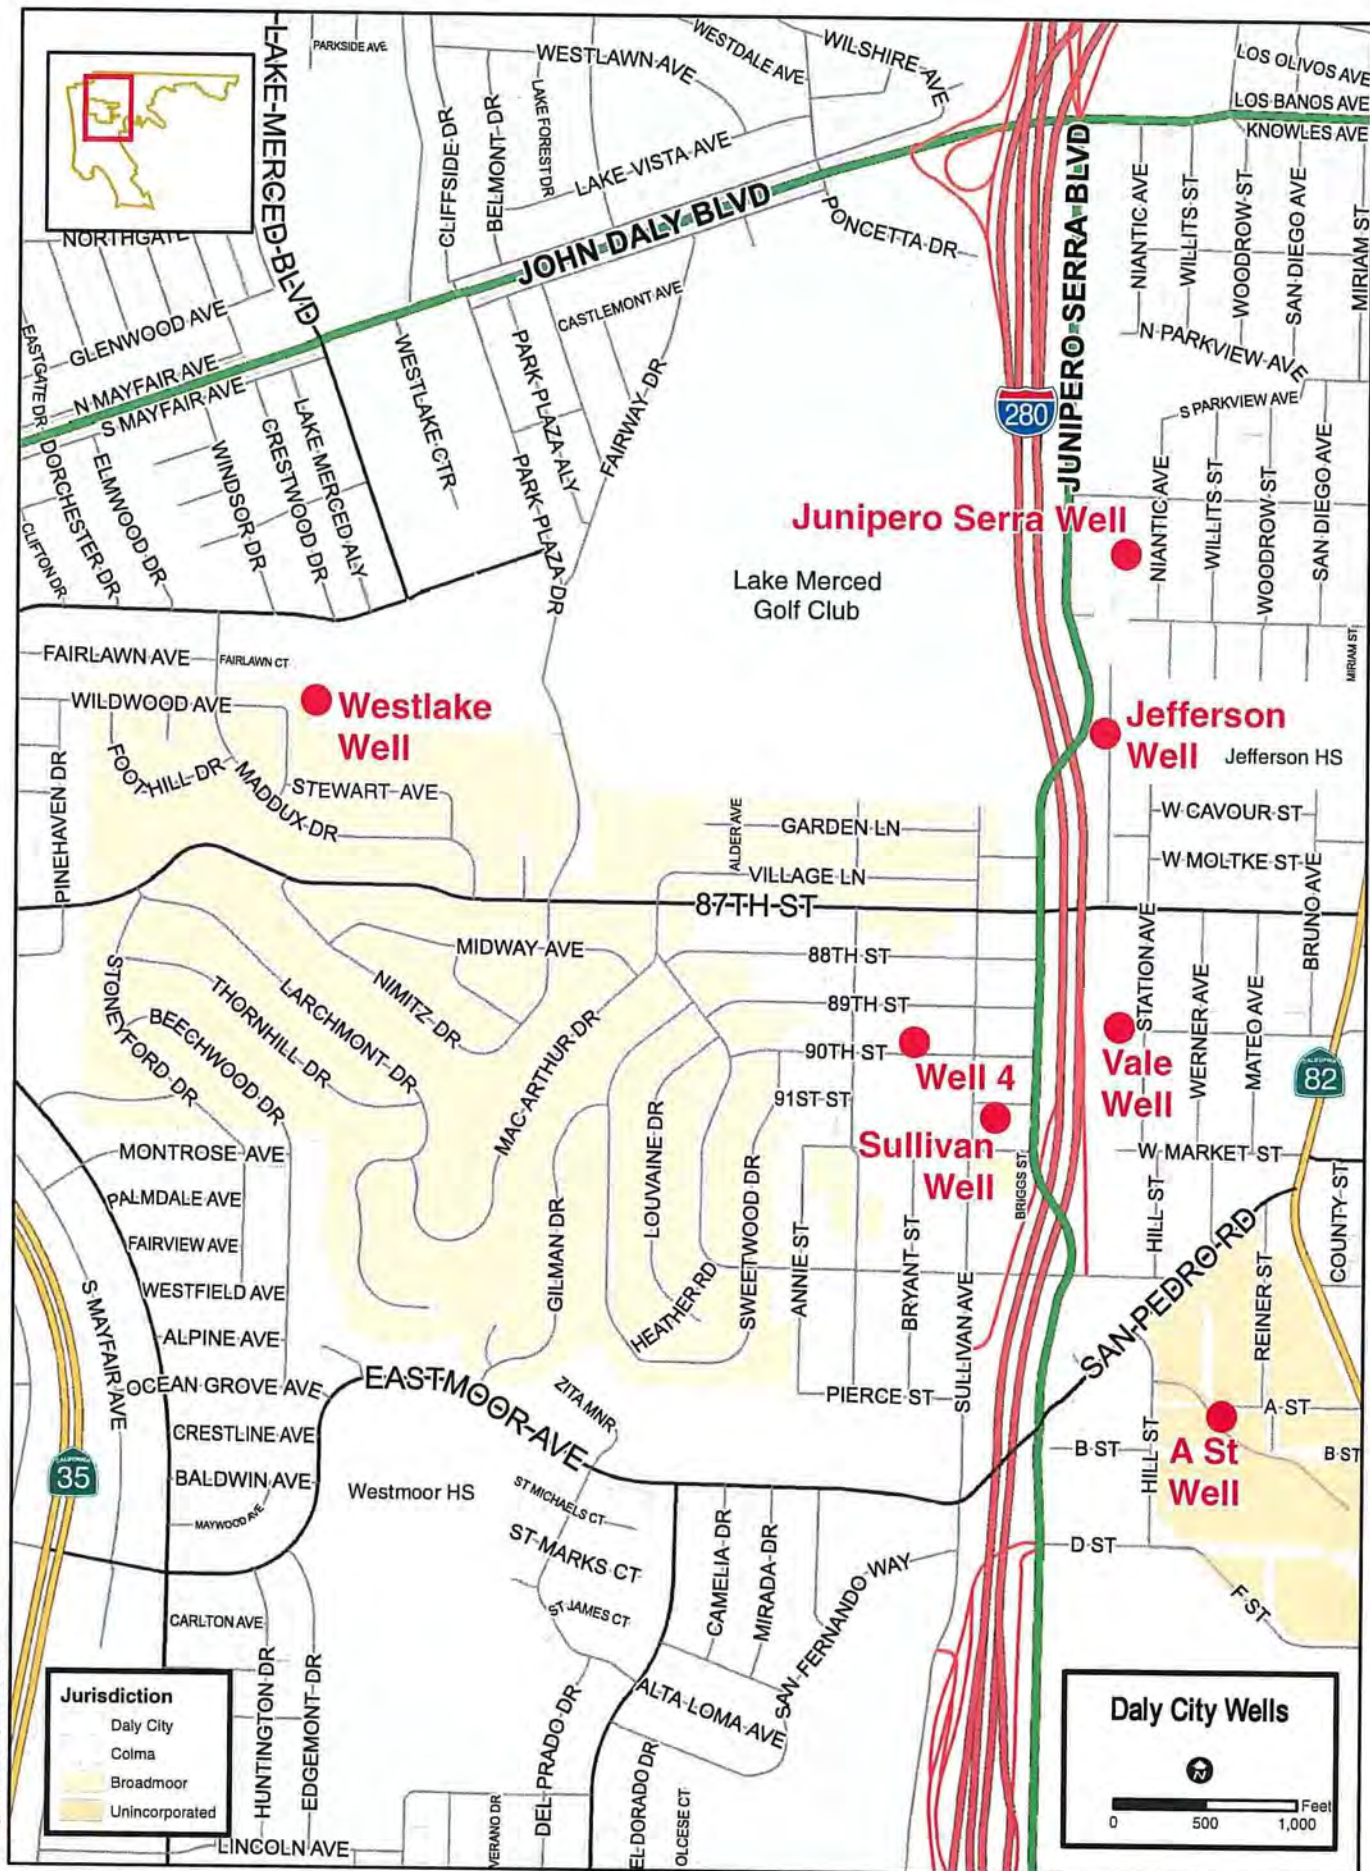 LAKE-MERCED-BLVD
PARKSIDE AVE
WESTLAWN AVE
WESTDALE AVE
WILSHIRE AVE
LOS OLIVOS AVE
LOS BANOS AVE
KNOWLES AVE
CLIFFSIDE DR
BELMONT DR
LAKE FOREST DR
LAKE VISTA AVE
JOHN DALY BLVD
PONCETTA DR
JUNIPERO SERRA BLVD
NIANTIC AVE
WILLITS ST
WOODROW ST
SAN DIEGO AVE
MIRIAM ST
NORTHGATE
GLENWOOD AVE
EASTGATE DR
N MAYFAIR AVE
S MAYFAIR AVE
CASTLEMONT AVE
WESTLAKE CTR
PARK PLAZA ALY
PARK PLAZA DR
FAIRWAY DR
N PARKVIEW AVE
S PARKVIEW AVE
280
DORCHESTER DR
ELMWOOD DR
WINDSOR DR
CRESTWOOD DR
LAKE MERCED ALY
CLIFTON DR
Junipero Serra Well
NIANTIC AVE
WILLITS ST
WOODROW ST
SAN DIEGO AVE
Lake Merced
Golf Club
FAIRLAWN AVE
FAIRLAWN CT
MIRIAM ST
WILDWOOD AVE
Westlake
Well
Jefferson
Well
Jefferson HS
FOOTHILL DR
MADDUX DR
STEWART AVE
PINEHAVEN DR
ALDER AVE
GARDEN LN
VILLAGE LN
W CAVOUR ST
W MOLTKE ST
87TH ST
BRUNO AVE
STATION AVE
WERNER AVE
MATEO AVE
MIDWAY AVE
88TH ST
89TH ST
90TH ST
91ST ST
STONEYFORD DR
THORNHILL DR
LARCHMONT DR
NIMITZ DR
BEECHWOOD DR
MAC ARTHUR DR
Well 4
Vale
Well
CALIFORNIA
82
Sullivan
Well
LOUVAINE DR
SWEETWOOD DR
GILMAN DR
MONTROSE AVE
PALMDALE AVE
FAIRVIEW AVE
WESTFIELD AVE
ALPINE AVE
OCEAN GROVE AVE
CRESTLINE AVE
BALDWIN AVE
MAYWOOD AVE
S MAYFAIR AVE
W MARKET ST
BRIGGS ST
HILL ST
COUNTY ST
ANNIE ST
BRYANT ST
SULLIVAN AVE
HEATHER RD
SAN PEDRO RD
REINER ST
EASTMOOR AVE
ZITA MNR
PIERCE ST
A ST
B ST
B ST
HILL ST
A St
Well
CALIFORNIA
35
Westmoor HS
ST MICHAELS CT
ST MARKS CT
ST JAMES CT
CAMELIA DR
MIRADA DR
SAN FERNANDO WAY
D ST
F ST
CARLTON AVE
HUNTINGTON DR
EDGEMONT DR
DEL PRADO DR
ALTA LOMA AVE
EL DORADO DR
OLCESE CT
VERANO DR
LINCOLN AVE
Jurisdiction
Daly City
Colma
Broadmoor
Unincorporated
Daly City Wells
N
Feet
0 500 1,000